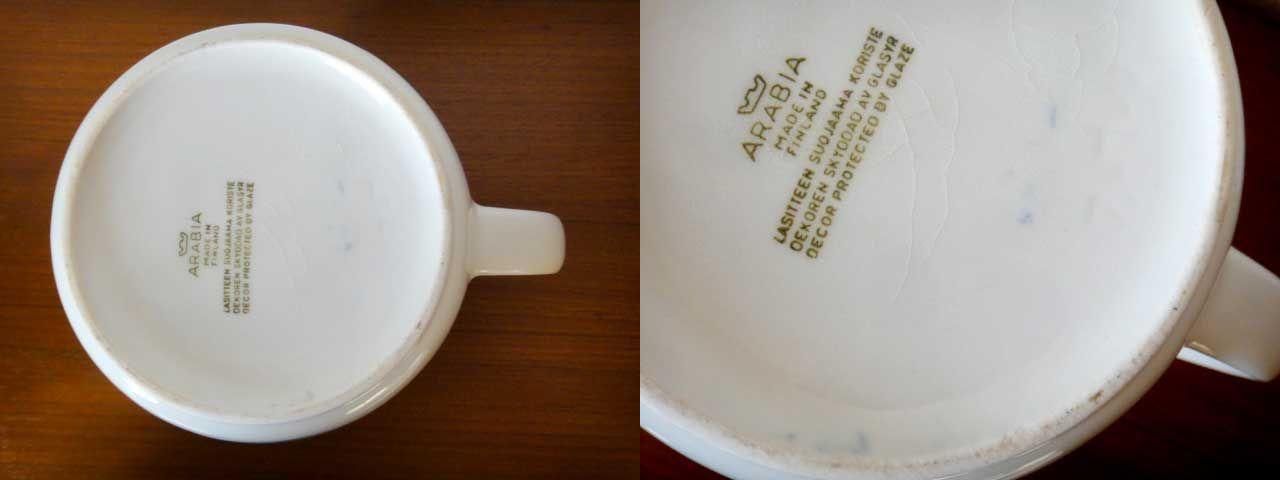 ARABIA
MADE IN
FINLAND
LASITTEEN SUOJAAMA KORISTE
DEKOREN SKYDDAD AV GLASYR
DECOR PROTECTED BY GLAZE
ARABIA
MADE IN
FINLAND
LASITTEEN SUOJAAMA KORISTE
DEKOREN SKYDDAD AV GLASYR
DECOR PROTECTED BY GLAZE